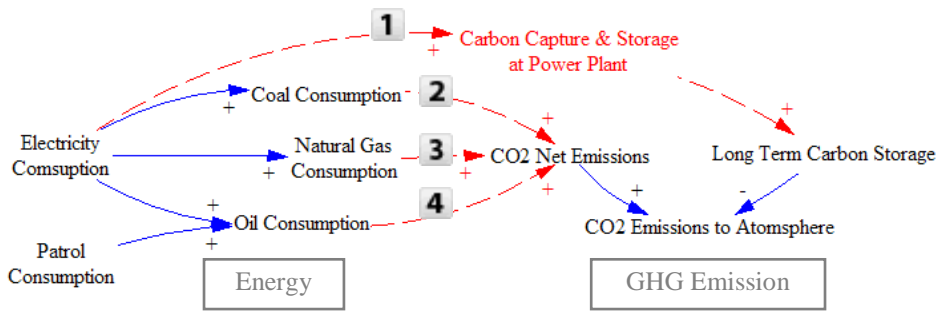 1
Carbon Capture & Storage
at Power Plant
+
2
Coal Consumption
+
+
+
Electricity
Comsuption
Natural Gas
Consumption
3
CO2 Net Emissions
Long Term Carbon Storage
+
+
4
+
+
-
+
Oil Consumption
CO2 Emissions to Atomsphere
+
Patrol
Consumption
Energy
GHG Emission